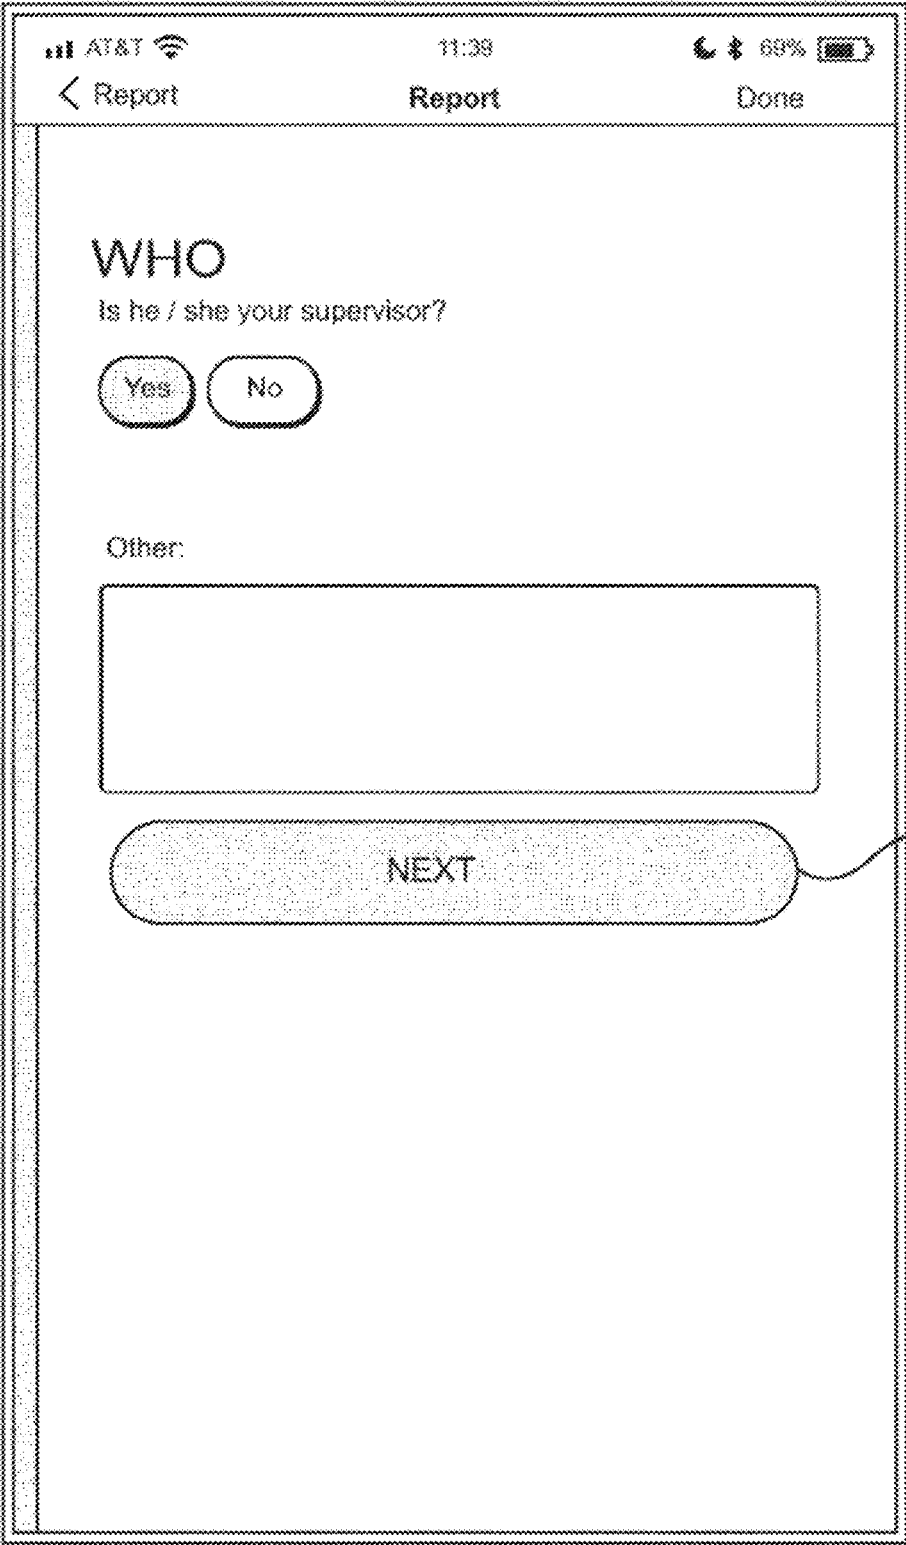 AT&T 11:39 69%
Report Report Done
WHO
Is he / she your supervisor?
Yes No
Other:
NEXT